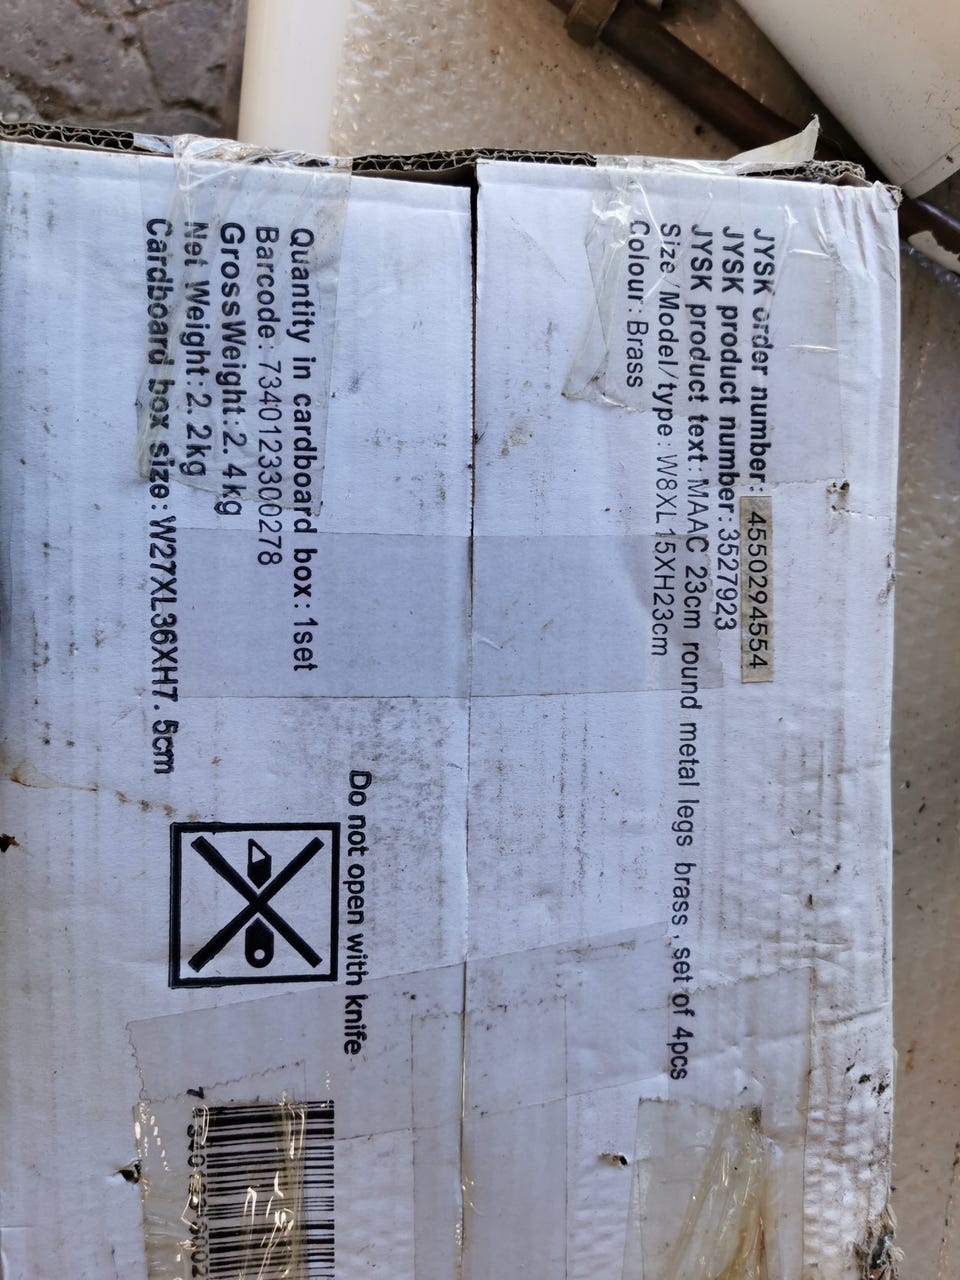 JYSK order number: 4550294554
JYSK product number:3527923
JYSK product text:MAAC 23cm round metal legs brass, set of 4pcs
Size/Model/type: W8XL15XH23cm
Colour:Brass
Quantity in cardboard box:1set
Barcode: 7340123300278
GrossWeight:2.4kg
Net Weight:2.2kg
Cardboard box size:W27XL36XH7.5cm
Do not open with knife
7